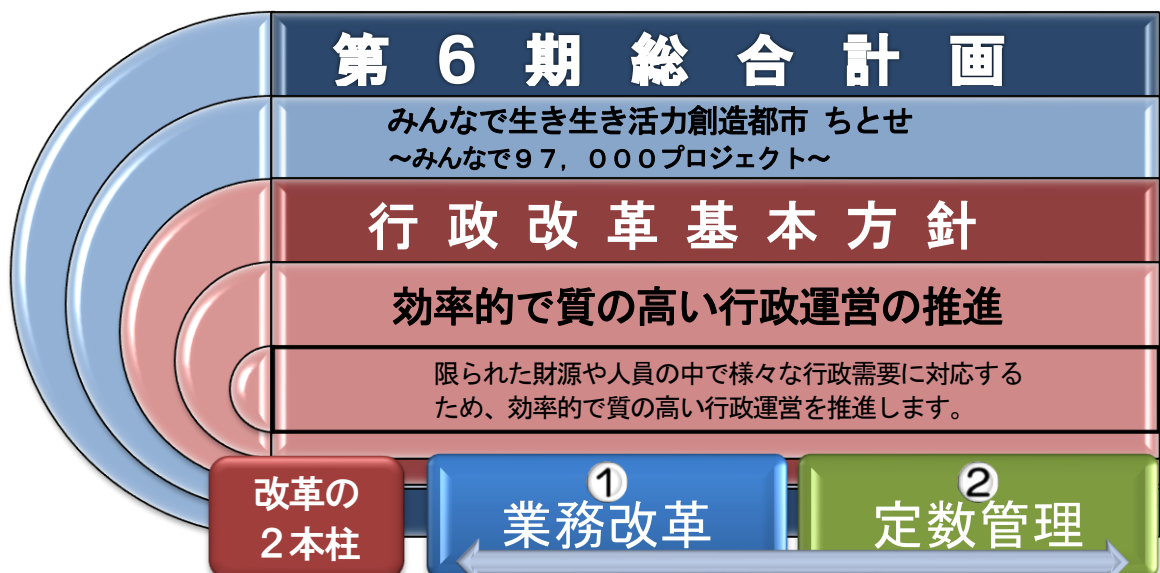 第６期総合計画
みんなで生き生き活力創造都市 ちとせ
～みんなで９７，０００プロジェクト～
行政改革基本方針
効率的で質の高い行政運営の推進
限られた財源や人員の中で様々な行政需要に対応する
ため、効率的で質の高い行政運営を推進します。
改革の
２本柱
①
業務改革
②
定数管理